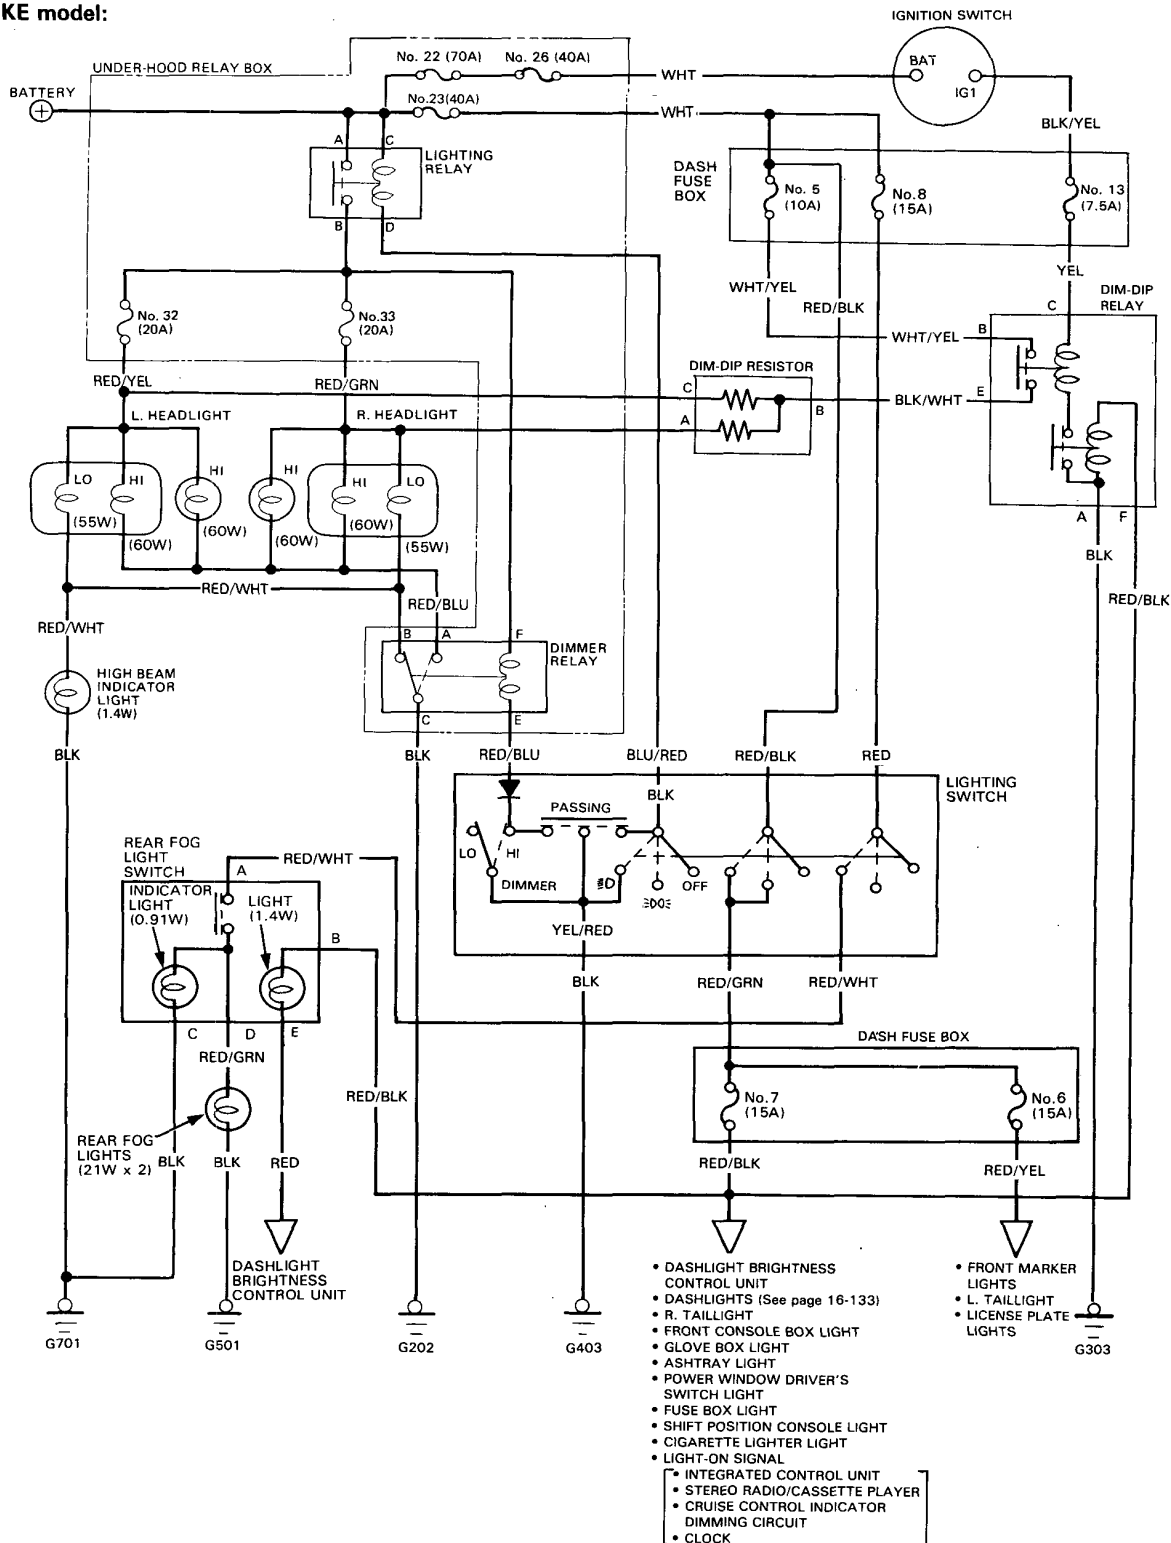 KE model:
IGNITION SWITCH
BAT
IG1
No. 22 (70A)
No. 26 (40A)
WHT
UNDER-HOOD RELAY BOX
BATTERY
No.23(40A)
WHT
BLK/YEL
A
C
LIGHTING
RELAY
B
D
DASH
FUSE
BOX
No. 5
(10A)
No.8
(15A)
No. 13
(7.5A)
WHT/YEL
RED/BLK
YEL
DIM-DIP
RELAY
C
B
WHT/YEL
No. 32
(20A)
No.33
(20A)
RED/YEL
RED/GRN
DIM-DIP RESISTOR
C
B
A
BLK/WHT
E
L. HEADLIGHT
R. HEADLIGHT
LO
HI
HI
HI
HI
LO
(55W)
(60W)
(60W)
(60W)
(60W)
(55W)
A
F
BLK
RED/BLK
RED/WHT
RED/BLU
RED/WHT
B
A
F
DIMMER
RELAY
C
E
HIGH BEAM
INDICATOR
LIGHT
(1.4W)
BLK
BLK
RED/BLU
BLU/RED
RED/BLK
RED
LIGHTING
SWITCH
BLK
PASSING
LO
HI
DIMMER
OFF
YEL/RED
BLK
RED/GRN
RED/WHT
REAR FOG
LIGHT
SWITCH
RED/WHT
A
INDICATOR
LIGHT
(0.91W)
LIGHT
(1.4W)
B
C
D
E
RED/GRN
RED/BLK
DASH FUSE BOX
No.7
(15A)
No.6
(15A)
REAR FOG
LIGHTS
(21W x 2)
BLK
BLK
RED
RED/BLK
RED/YEL
DASHLIGHT
BRIGHTNESS
CONTROL UNIT
• DASHLIGHT BRIGHTNESS
CONTROL UNIT
• DASHLIGHTS (See page 16-133)
• R. TAILLIGHT
• FRONT CONSOLE BOX LIGHT
• GLOVE BOX LIGHT
• ASHTRAY LIGHT
• POWER WINDOW DRIVER'S
SWITCH LIGHT
• FUSE BOX LIGHT
• SHIFT POSITION CONSOLE LIGHT
• CIGARETTE LIGHTER LIGHT
• LIGHT-ON SIGNAL
• INTEGRATED CONTROL UNIT
• STEREO RADIO/CASSETTE PLAYER
• CRUISE CONTROL INDICATOR
DIMMING CIRCUIT
• CLOCK
• FRONT MARKER
LIGHTS
• L. TAILLIGHT
• LICENSE PLATE
LIGHTS
G701
G501
G202
G403
G303